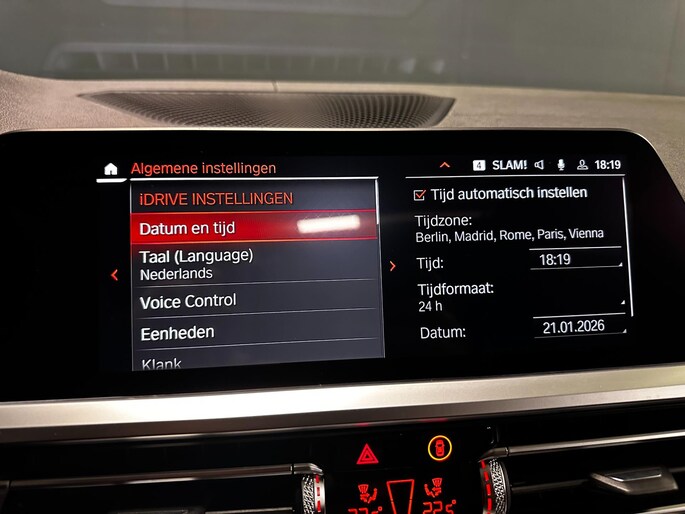 Algemene instellingen
4 SLAM! 18:19
iDRIVE INSTELLINGEN
Datum en tijd
Taal (Language)
Nederlands
Voice Control
Eenheden
Klank
Tijd automatisch instellen
Tijdzone:
Berlin, Madrid, Rome, Paris, Vienna
Tijd: 18:19
Tijdformaat:
24 h
Datum: 21.01.2026